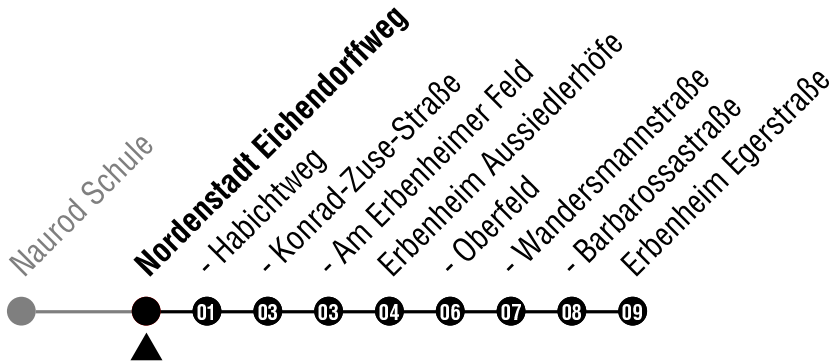 Naurod Schule
Nordenstadt Eichendorffweg
- Habichtweg
- Konrad-Zuse-Straße
- Am Erbenheimer Feld
Erbenheim Aussiedlerhöfe
- Oberfeld
- Wandersmannstraße
- Barbarossastraße
Erbenheim Egerstraße
01 03 03 04 06 07 08 09